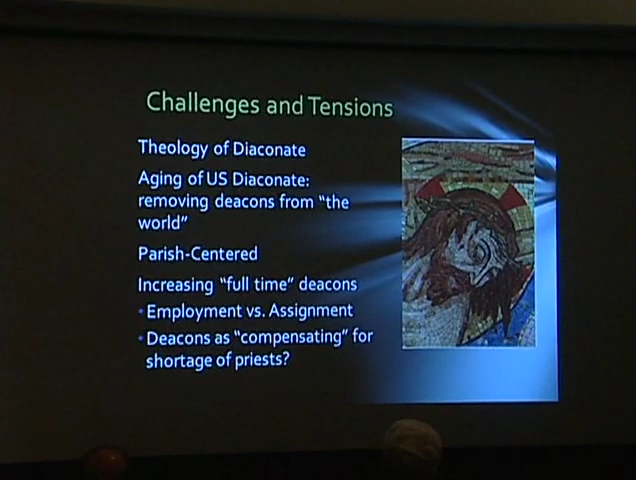 Challenges and Tensions
Theology of Diaconate
Aging of US Diaconate:
removing deacons from “the
world”
Parish-Centered
Increasing “full time” deacons
• Employment vs. Assignment
• Deacons as “compensating” for
shortage of priests?